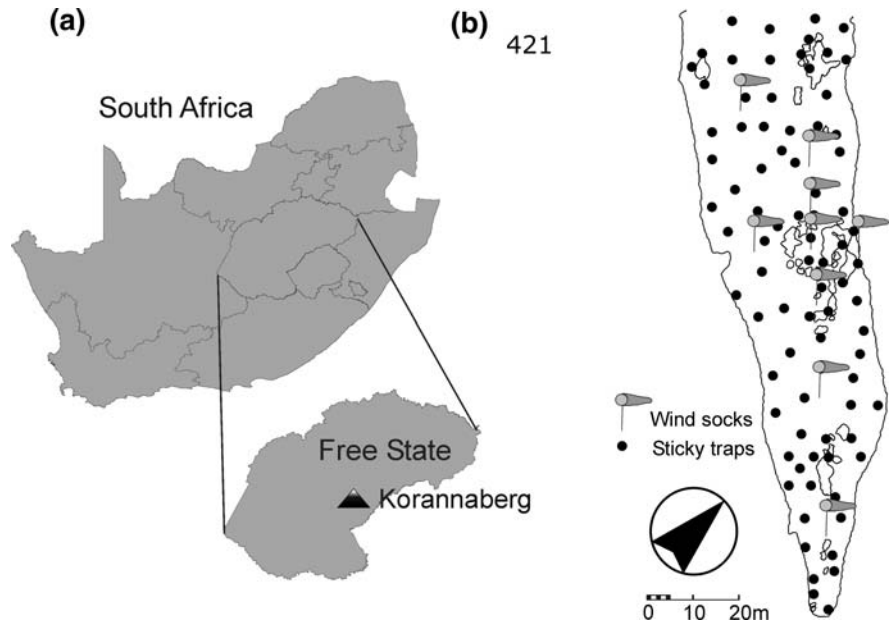 (a)
(b)
421
South Africa
Free State
Korannaberg
Wind socks
Sticky traps
0 10 20m